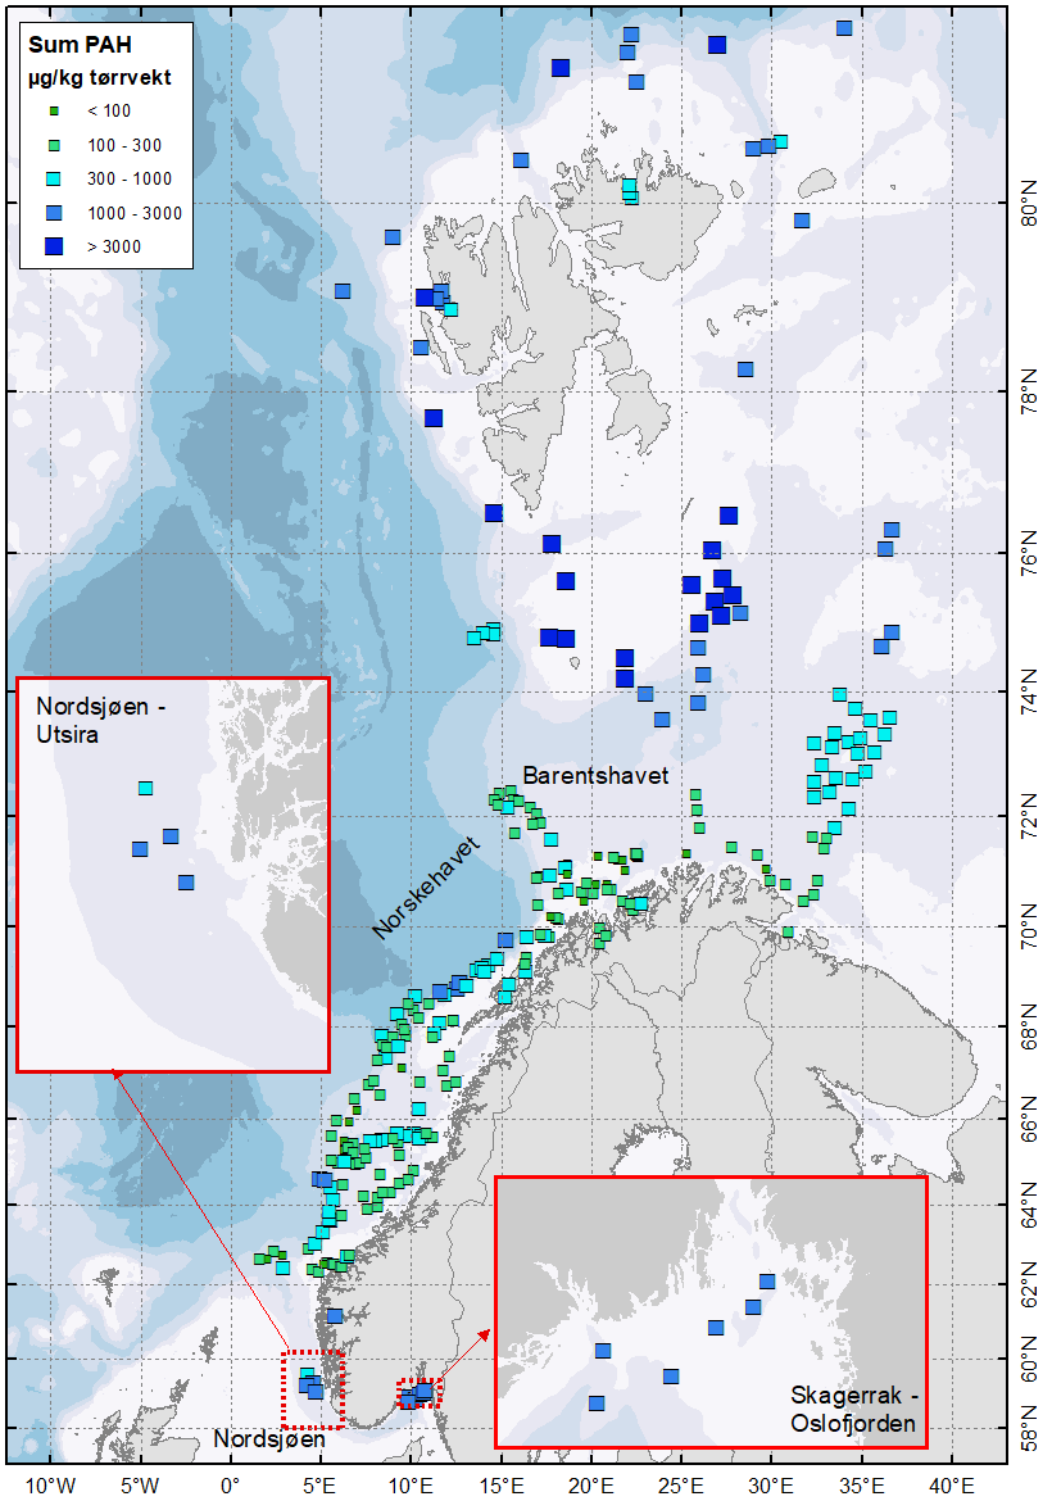 Sum PAH
µg/kg tørrvekt
< 100
100 - 300
300 - 1000
1000 - 3000
> 3000
80°N
78°N
76°N
74°N
72°N
70°N
68°N
66°N
64°N
62°N
60°N
58°N
Nordsjøen -
Utsira
Barentshavet
Norskehavet
Skagerrak -
Oslofjorden
Nordsjøen
10°W
5°W
0°
5°E
10°E
15°E
20°E
25°E
30°E
35°E
40°E